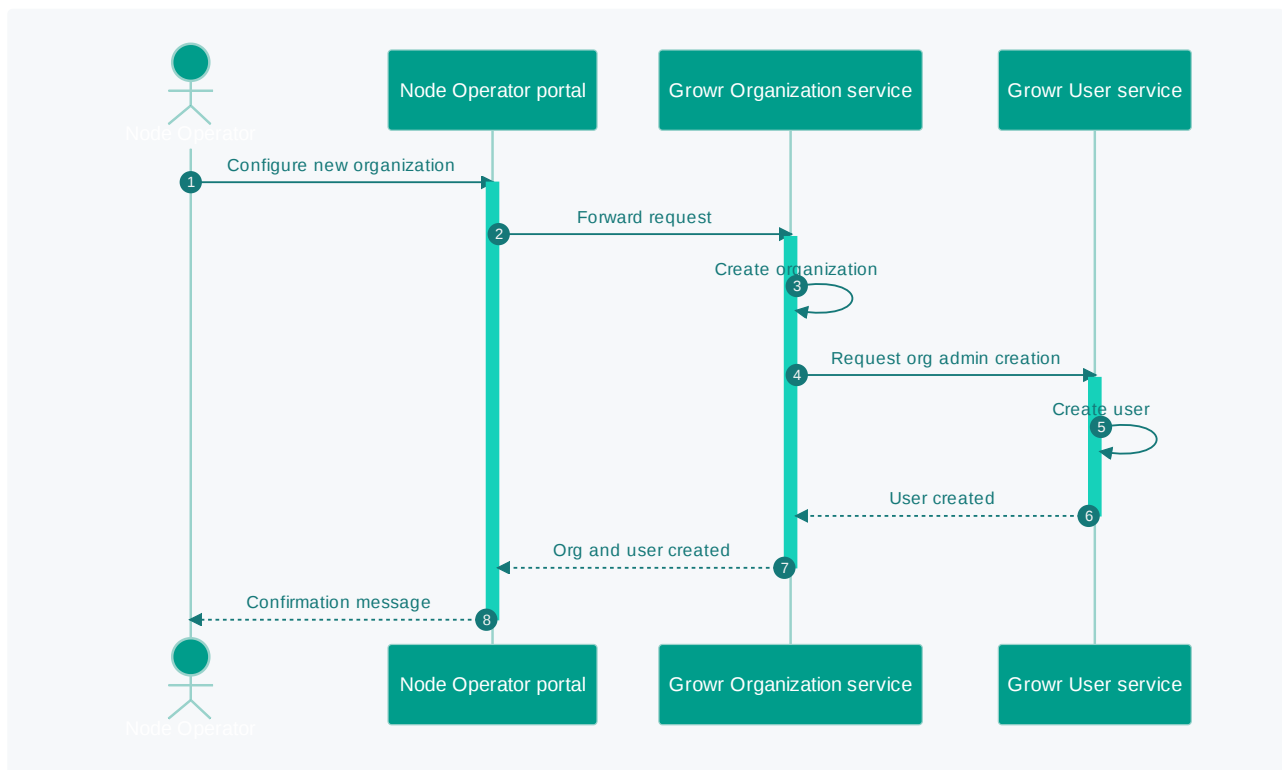 Node Operator portal
Growr Organization service
Growr User service
Node Operator
Configure new organization
1
Forward request
2
Create organization
3
Request org admin creation
4
Create user
5
User created
6
Org and user created
7
Confirmation message
8
Node Operator portal
Growr Organization service
Growr User service
Node Operator